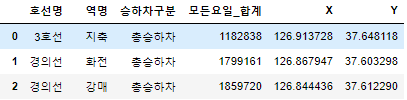 호선명 역명 승하차구분 모든요일_합계 X Y
0 3호선 지축 총승하차 1182838 126.913728 37.648118
1 경의선 화전 총승하차 1799161 126.867947 37.603298
2 경의선 강매 총승하차 1859720 126.844436 37.612290